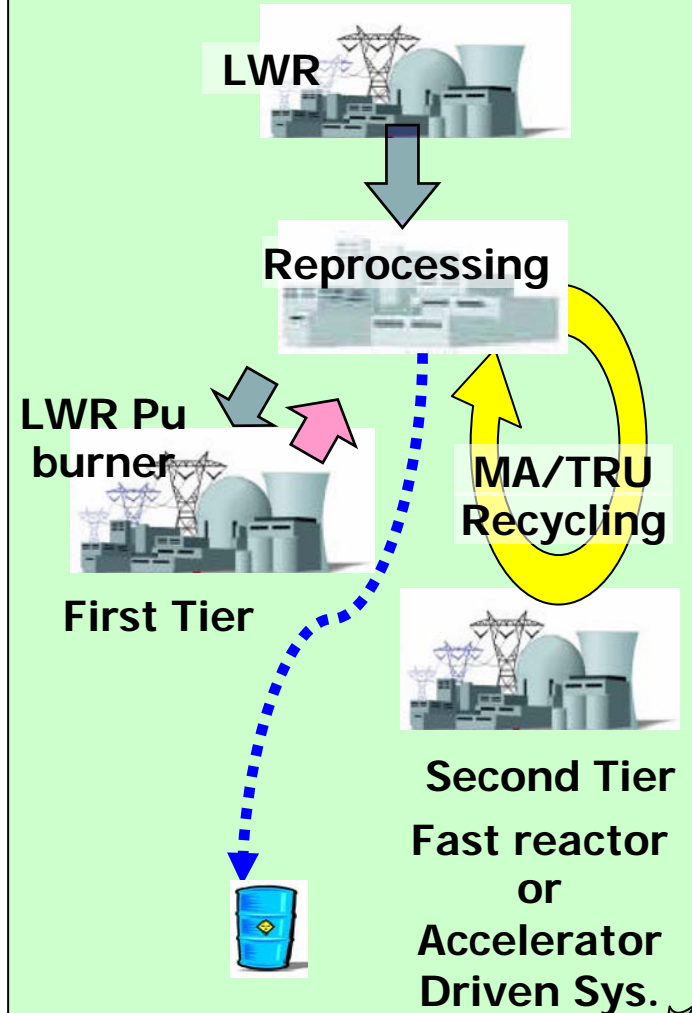 LWR
Reprocessing
LWR Pu
burner
MA/TRU
Recycling
First Tier
Second Tier
Fast reactor
or
Accelerator
Driven Sys.